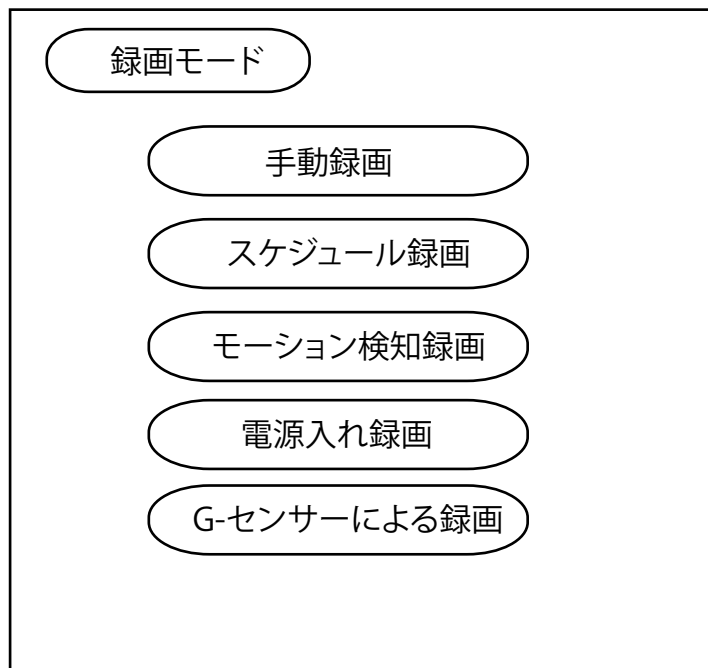 録画モード
手動録画
スケジュール録画
モーション検知録画
電源入れ録画
G-センサーによる録画